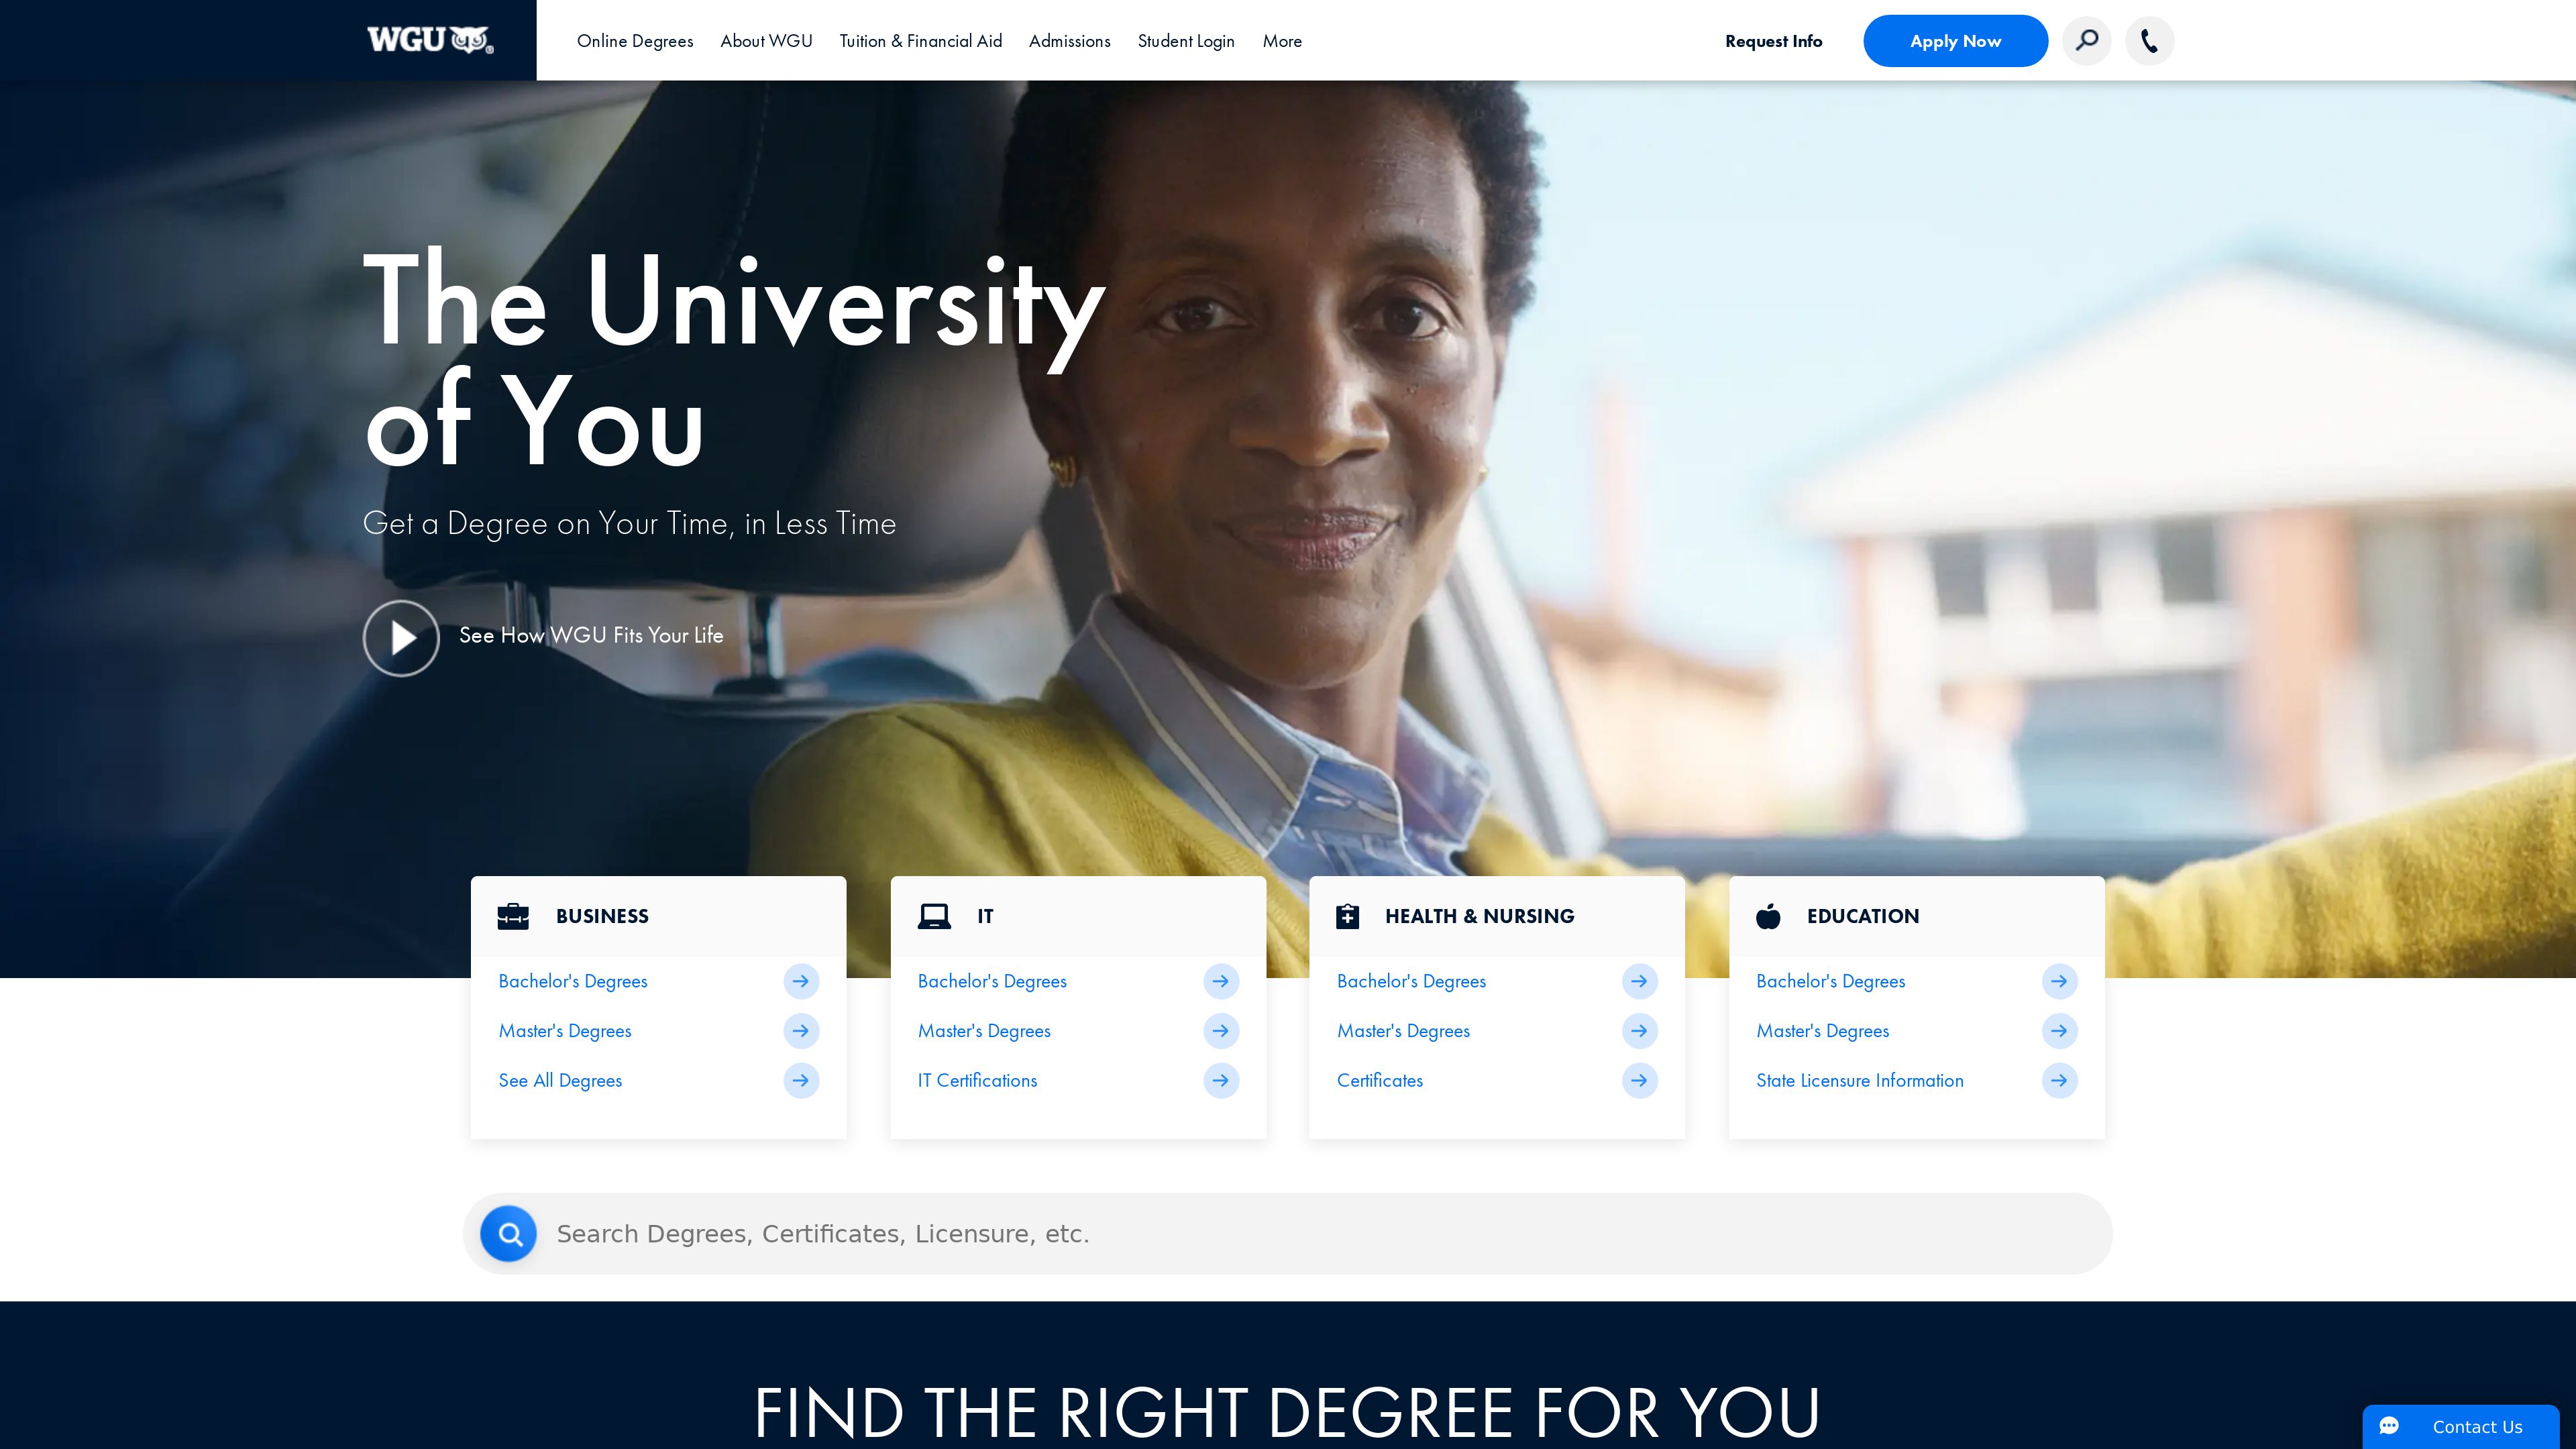 WGU
Online Degrees
About WGU
Tuition & Financial Aid
Admissions
Student Login
More
Request Info
Apply Now
The University
of You
Get a Degree on Your Time, in Less Time
See How WGU Fits Your Life
BUSINESS
Bachelor's Degrees
Master's Degrees
See All Degrees
IT
Bachelor's Degrees
Master's Degrees
IT Certifications
HEALTH & NURSING
Bachelor's Degrees
Master's Degrees
Certificates
EDUCATION
Bachelor's Degrees
Master's Degrees
State Licensure Information
Search Degrees, Certificates, Licensure, etc.
FIND THE RIGHT DEGREE FOR YOU
Contact Us